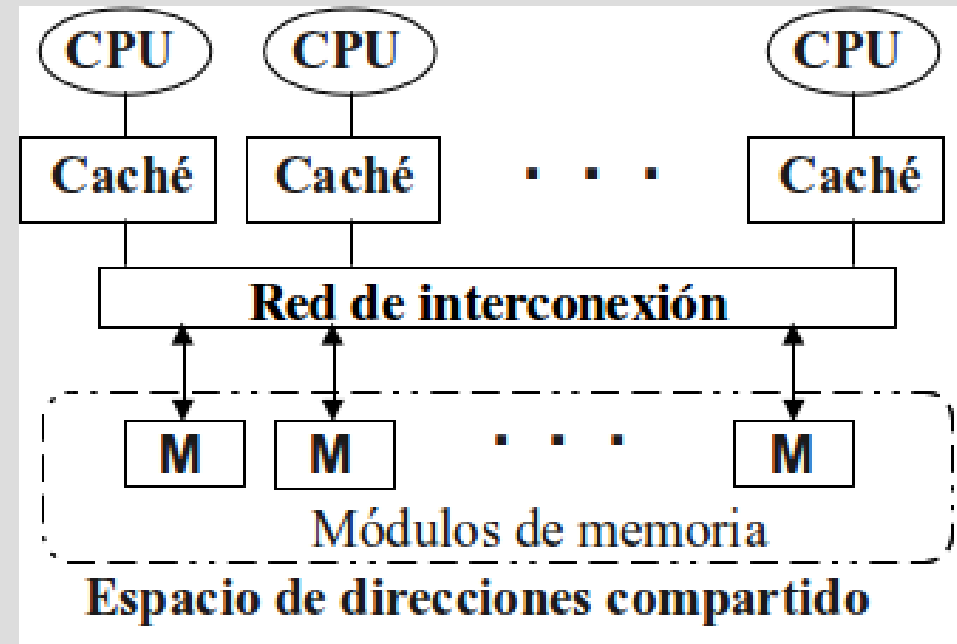 CPU CPU CPU
Caché Caché . . . Caché
Red de interconexión
M M . . . M
Módulos de memoria
Espacio de direcciones compartido